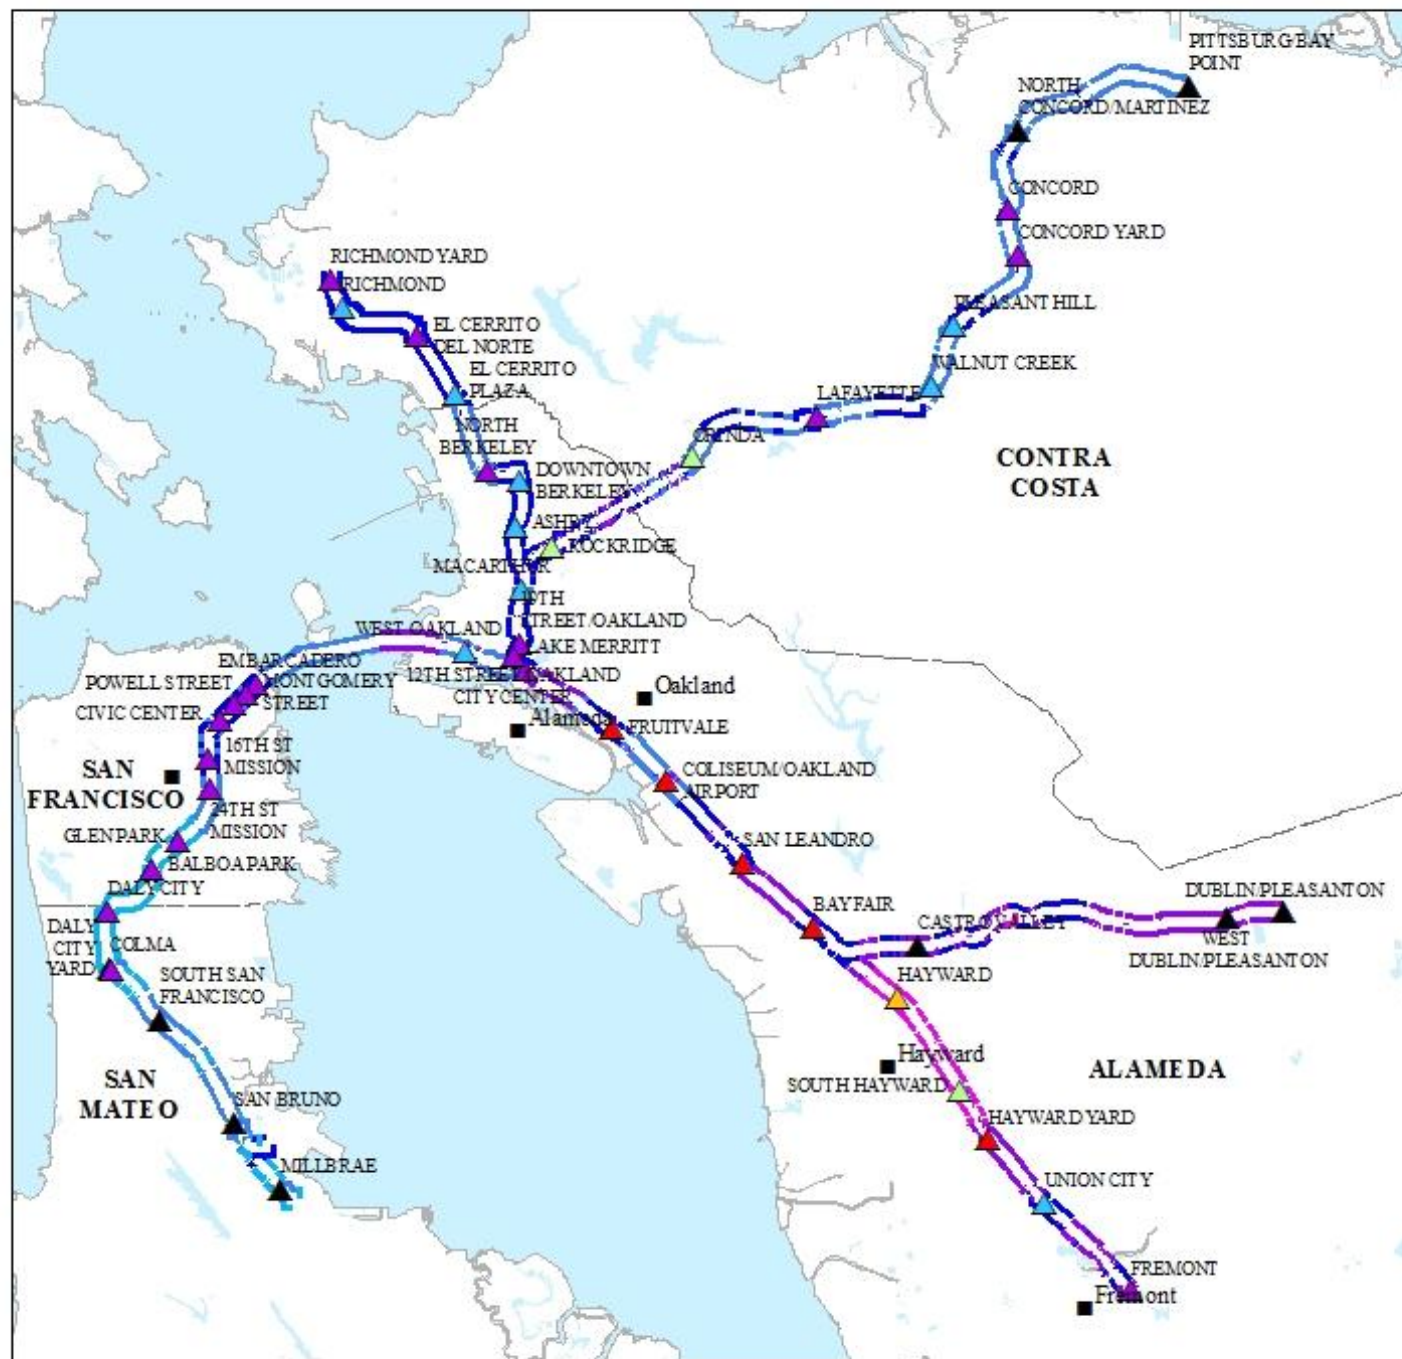 PITTSBURG/BAY
POINT
NORTH
CONCORD/MARTINEZ
CONCORD
CONCORD YARD
RICHMOND YARD
RICHMOND
PLEASANT HILL
EL CERRITO
DEL NORTE
EL CERRITO
PLAZA
WALNUT CREEK
LAFAYETTE
NORTH
BERKELEY
ORINDA
DOWNTOWN
BERKELEY
CONTRA
COSTA
ASHBY
ROCKRIDGE
MACARTHUR
19TH
STREET/OAKLAND
WEST OAKLAND
LAKE MERRITT
EMBARCADERO
12TH STREET/OAKLAND
CITY CENTER
POWELL STREET
MONTGOMERY
STREET
Oakland
CIVIC CENTER
Alameda
FRUITVALE
16TH ST
MISSION
SAN
FRANCISCO
COLISEUM/OAKLAND
AIRPORT
24TH ST
MISSION
GLEN PARK
SAN LEANDRO
BALBOA PARK
DALY CITY
DUBLIN/PLEASANTON
BAYFAIR
CASTRO VALLEY
DALY
CITY
YARD
COLMA
WEST
DUBLIN/PLEASANTON
SOUTH SAN
FRANCISCO
HAYWARD
Hayward
ALAMEDA
SAN
MATEO
SOUTH HAYWARD
SAN BRUNO
HAYWARD YARD
MILLBRAE
UNION CITY
FREMONT
Fremont